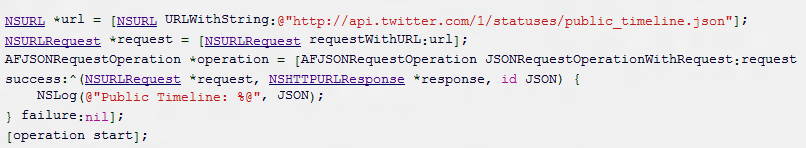 NSURL *url = [NSURL URLWithString:@"http://api.twitter.com/1/statuses/public_timeline.json"];
NSURLRequest *request = [NSURLRequest requestWithURL:url];
AFJSONRequestOperation *operation = [AFJSONRequestOperation JSONRequestOperationWithRequest:request
success:^(NSURLRequest *request, NSHTTPURLResponse *response, id JSON) {
    NSLog(@"Public Timeline: %@", JSON);
} failure:nil];
[operation start];